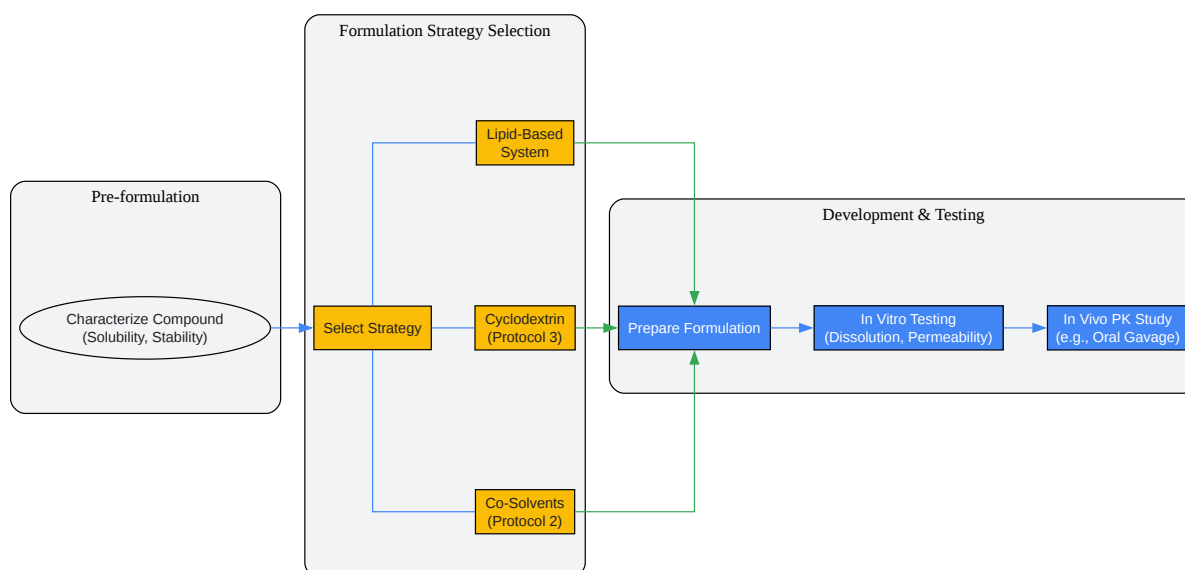 Pre-formulation
Characterize Compound
(Solubility, Stability)
Formulation Strategy Selection
Select Strategy
Lipid-Based
System
Cyclodextrin
(Protocol 3)
Co-Solvents
(Protocol 2)
Development & Testing
Prepare Formulation
In Vitro Testing
(Dissolution, Permeability)
In Vivo PK Study
(e.g., Oral Gavage)